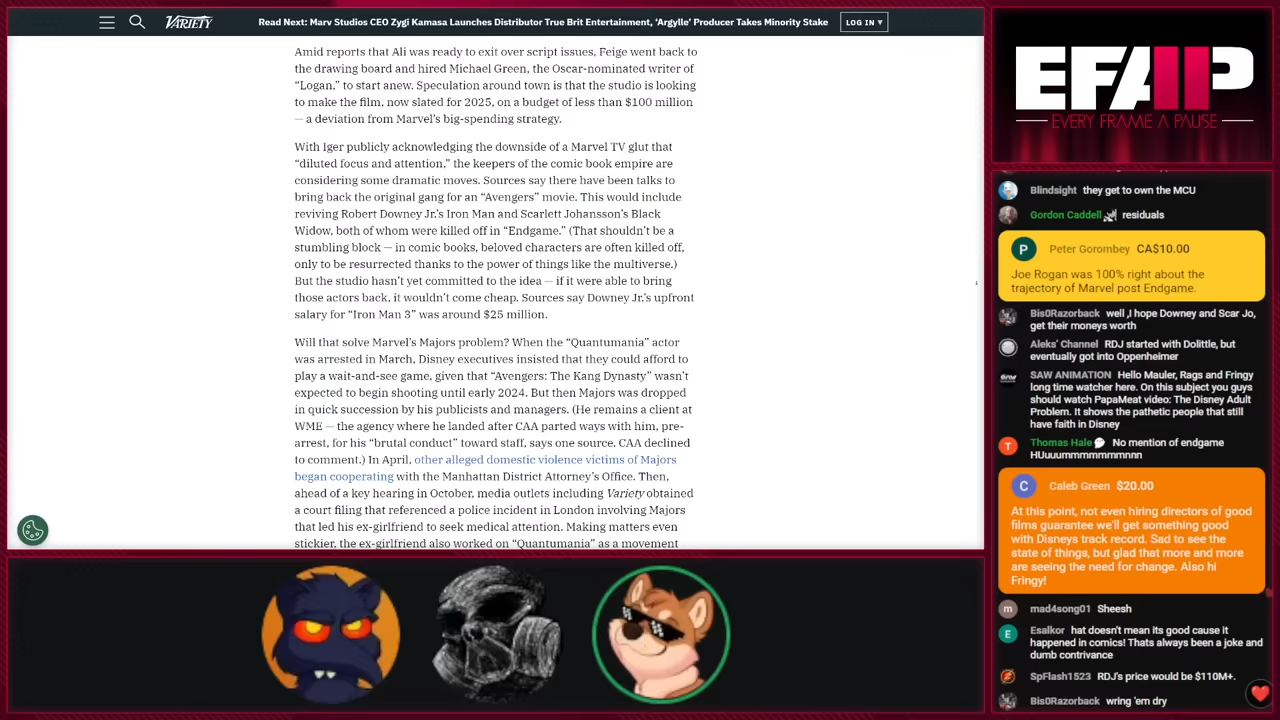 VARIETY
Read Next: Marv Studios CEO Zygi Kamasa Launches Distributor True Brit Entertainment, ‘Argylle’ Producer Takes Minority Stake
LOG IN ▾
Amid reports that Ali was ready to exit over script issues, Feige went back to
the drawing board and hired Michael Green, the Oscar-nominated writer of
“Logan,” to start anew. Speculation around town is that the studio is looking
to make the film, now slated for 2025, on a budget of less than $100 million
— a deviation from Marvel’s big-spending strategy.
With Iger publicly acknowledging the downside of a Marvel TV glut that
“diluted focus and attention,” the keepers of the comic book empire are
considering some dramatic moves. Sources say there have been talks to
bring back the original gang for an “Avengers” movie. This would include
reviving Robert Downey Jr.’s Iron Man and Scarlett Johansson’s Black
Widow, both of whom were killed off in “Endgame.” (That shouldn’t be a
stumbling block — in comic books, beloved characters are often killed off,
only to be resurrected thanks to the power of things like the multiverse.)
But the studio hasn’t yet committed to the idea — if it were able to bring
those actors back, it wouldn’t come cheap. Sources say Downey Jr.’s upfront
salary for “Iron Man 3” was around $25 million.
Will that solve Marvel’s Majors problem? When the “Quantumania” actor
was arrested in March, Disney executives insisted that they could afford to
play a wait-and-see game, given that “Avengers: The Kang Dynasty” wasn’t
expected to begin shooting until early 2024. But then Majors was dropped
in quick succession by his publicists and managers. (He remains a client at
WME — the agency where he landed after CAA parted ways with him, pre-
arrest, for his “brutal conduct” toward staff, says one source. CAA declined
to comment.) In April, other alleged domestic violence victims of Majors
began cooperating with the Manhattan District Attorney’s Office. Then,
ahead of a key hearing in October, media outlets including Variety obtained
a court filing that referenced a police incident in London involving Majors
that led his ex-girlfriend to seek medical attention. Making matters even
stickier, the ex-girlfriend also worked on “Quantumania” as a movement
EFAP
EVERY FRAME A PAUSE
Blindsight they get to own the MCU
Gordon Caddell residuals
P Peter Gorombey CA$10.00
Joe Rogan was 100% right about the
trajectory of Marvel post Endgame.
Bis0Razorback well ,I hope Downey and Scar Jo,
get their moneys worth
Aleks' Channel RDJ started with Dolittle, but
eventually got into Oppenheimer
SAW ANIMATION Hello Mauler, Rags and Fringy
long time watcher here. On this subject you guys
should watch PapaMeat video: The Disney Adult
Problem. It shows the pathetic people that still
have faith in Disney
T Thomas Hale No mention of endgame
HUuuummmmmmmnnn
C Caleb Green $20.00
At this point, not even hiring directors of good
films guarantee we'll get something good
with Disneys track record. Sad to see the
state of things, but glad that more and more
are seeing the need for change. Also hi
Fringy!
m mad4song01 Sheesh
E Esalkor hat doesn't mean its good cause it
happened in comics! Thats always been a joke and
dumb contrivance
SpFlash1523 RDJ's price would be $110M+.
Bis0Razorback wring 'em dry